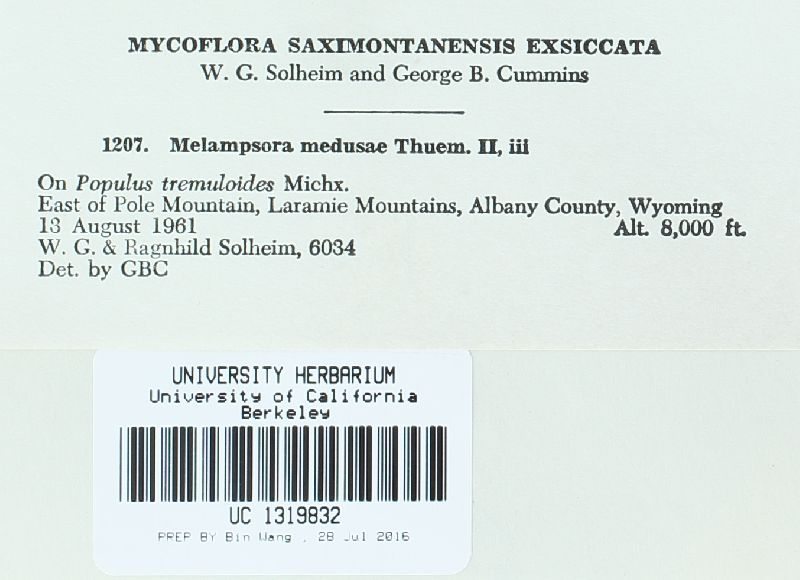 MYCOFLORA SAXIMONTANENSIS EXSICCATA
W. G. Solheim and George B. Cummins
1207. Melampsora medusae Thuem. II, iii
On Populus tremuloides Michx.
East of Pole Mountain, Laramie Mountains, Albany County, Wyoming
13 August 1961 Alt. 8,000 ft.
W. G. & Ragnhild Solheim, 6034
Det. by GBC
UNIVERSITY HERBARIUM
University of California
Berkeley
UC 1319832
PREP BY Bin Wang , 28 Jul 2016